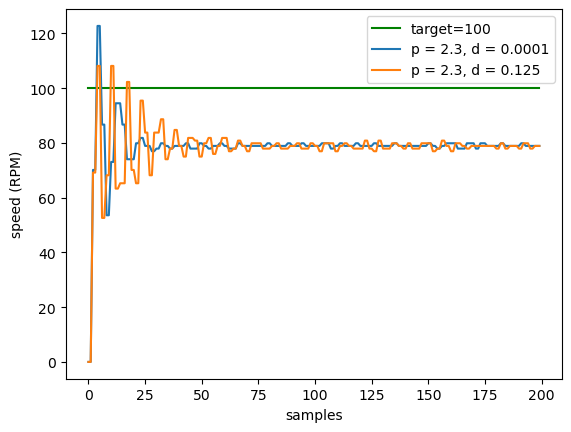 target=100
p = 2.3, d = 0.0001
p = 2.3, d = 0.125
120
100
80
60
40
20
0
speed (RPM)
0 25 50 75 100 125 150 175 200
samples